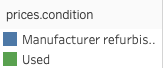 prices.condition
Manufacturer refurbis..
Used